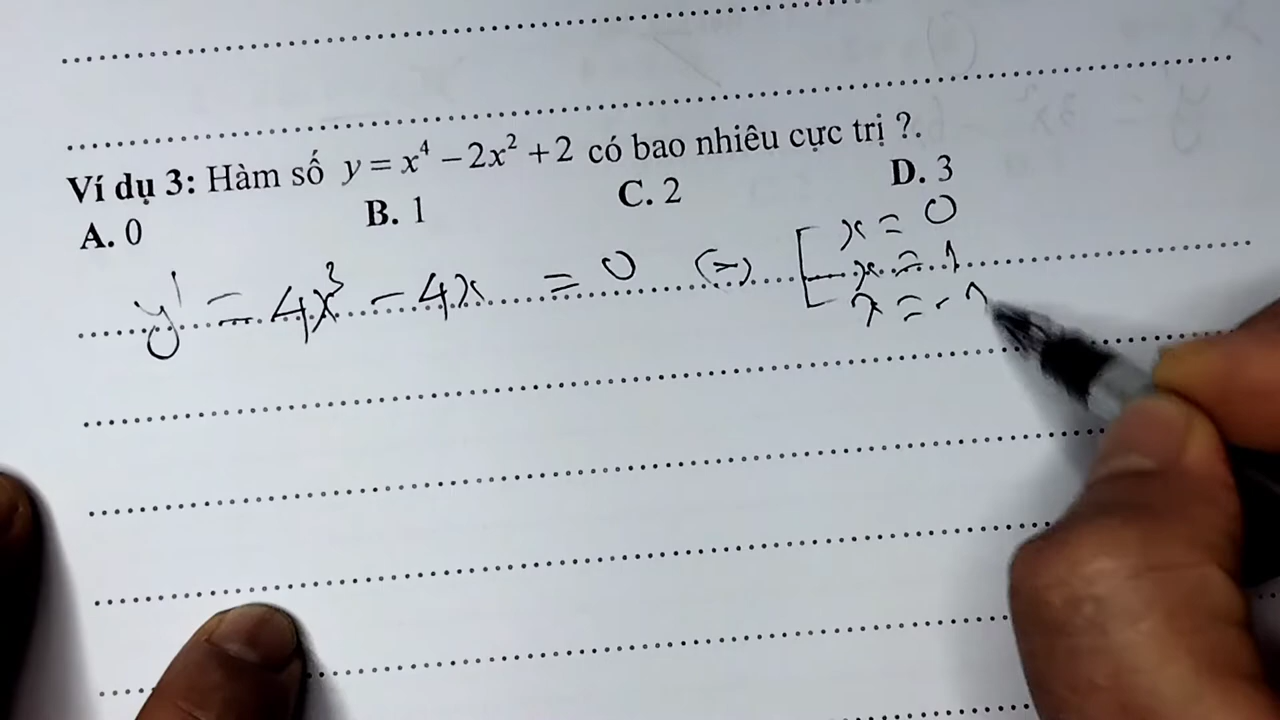 Ví dụ 3: Hàm số y = x⁴ − 2x² + 2 có bao nhiêu cực trị ?.
A. 0 B. 1 C. 2 D. 3
y' = 4x³ − 4x = 0 (=) [ x = 0
x = 1
x = -1